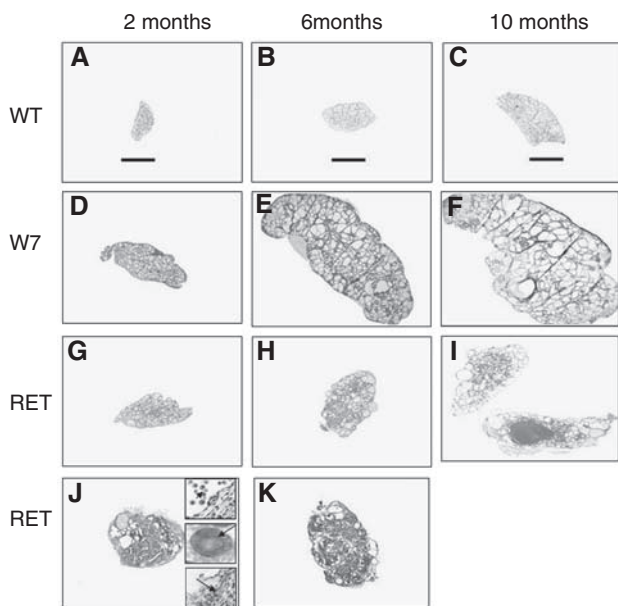 2 months 6months 10 months
A B C
WT
D E F
W7
G H I
RET
J K
RET